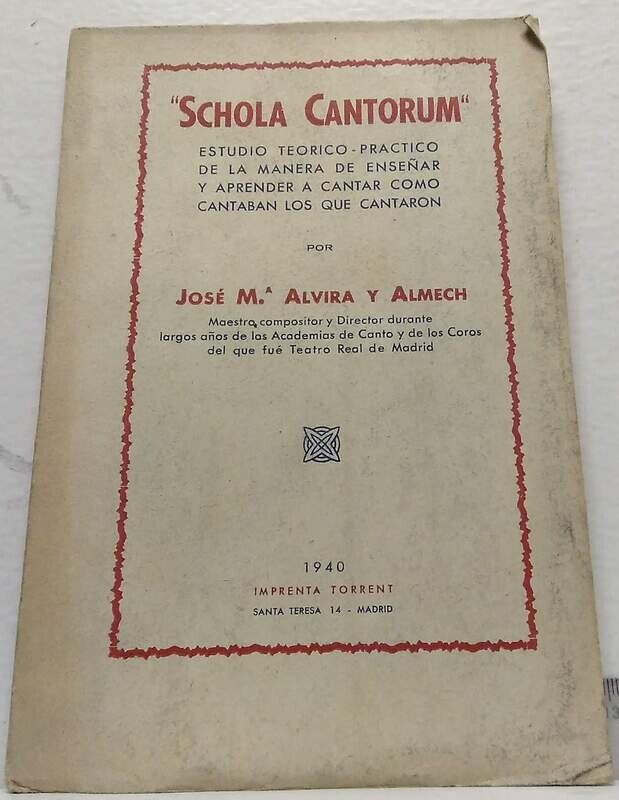 "SCHOLA CANTORUM"
ESTUDIO TEORICO-PRACTICO
DE LA MANERA DE ENSEÑAR
Y APRENDER A CANTAR COMO
CANTABAN LOS QUE CANTARON
POR
JOSÉ M.ª ALVIRA Y ALMECH
Maestro, compositor y Director durante
largos años de las Academias de Canto y de los Coros
del que fué Teatro Real de Madrid
1940
IMPRENTA TORRENT
SANTA TERESA 14 - MADRID
13